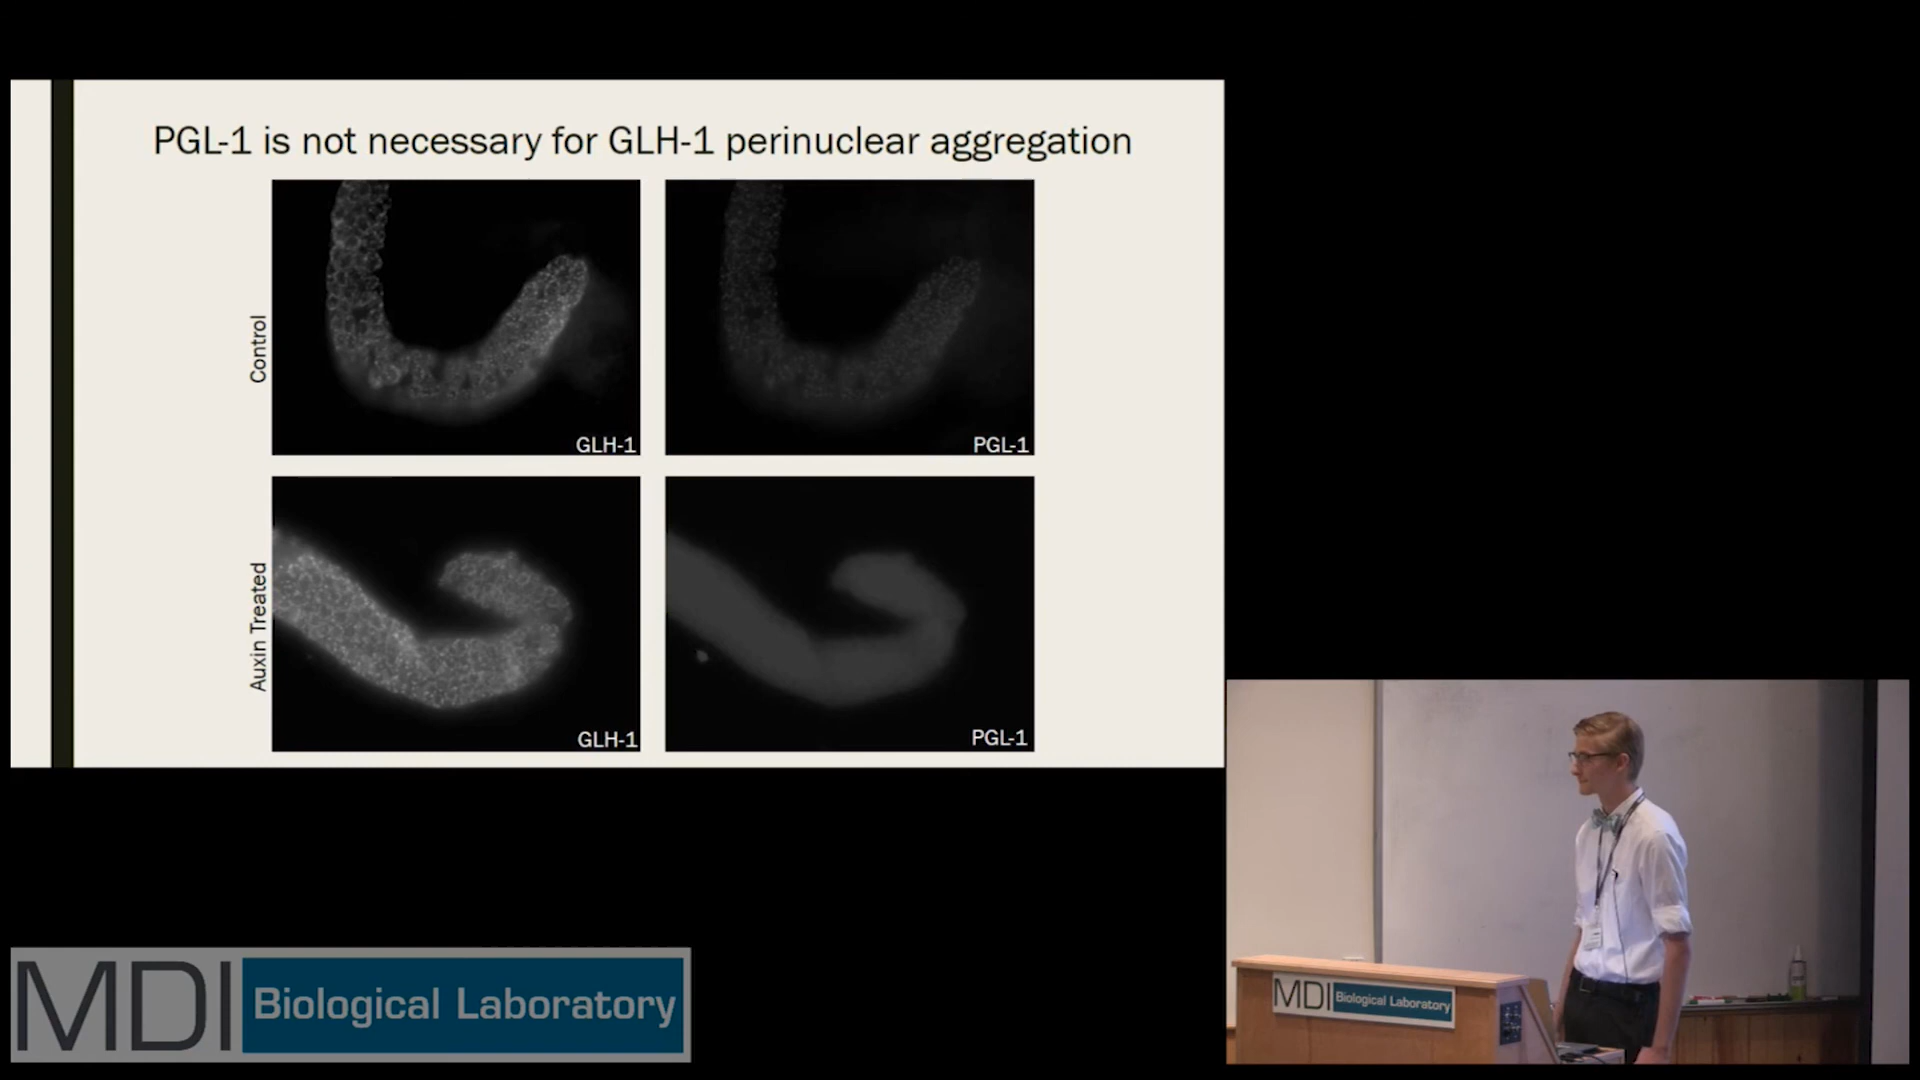 PGL-1 is not necessary for GLH-1 perinuclear aggregation
Control
GLH-1
PGL-1
Auxin Treated
GLH-1
PGL-1
MDI Biological Laboratory
MDI Biological Laboratory